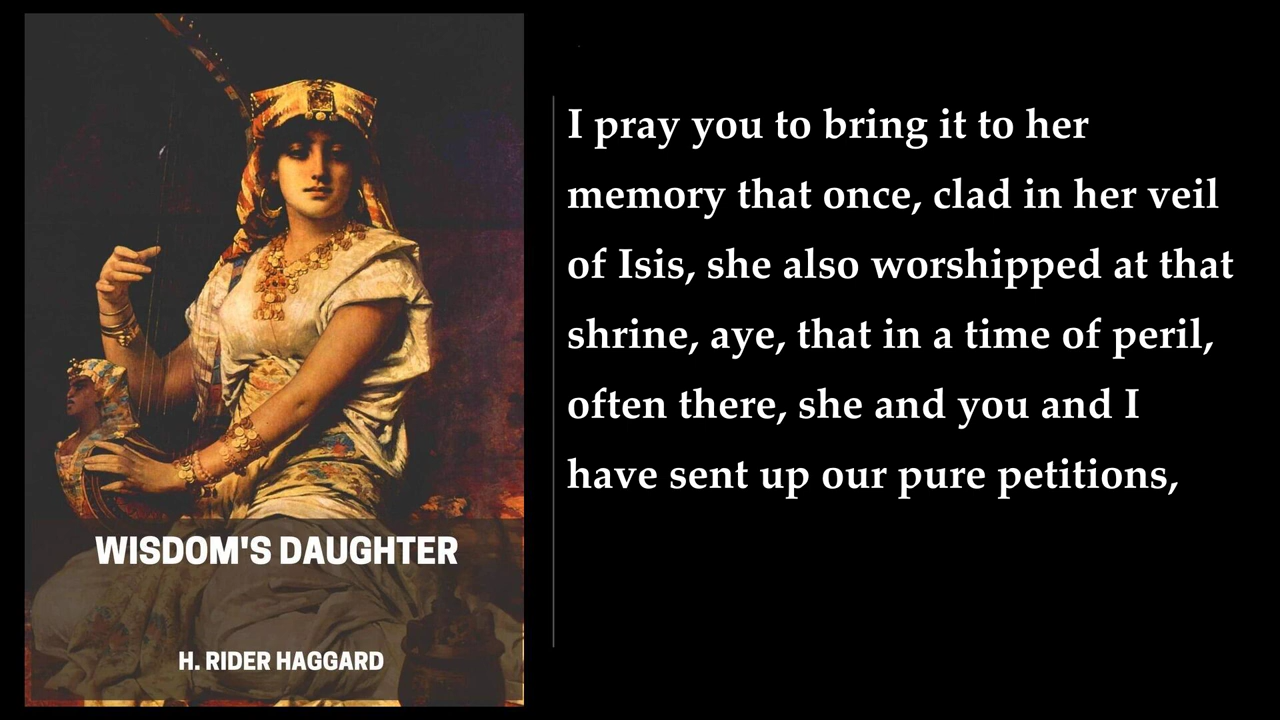 WISDOM'S DAUGHTER
H. RIDER HAGGARD
I pray you to bring it to her
memory that once, clad in her veil
of Isis, she also worshipped at that
shrine, aye, that in a time of peril,
often there, she and you and I
have sent up our pure petitions,